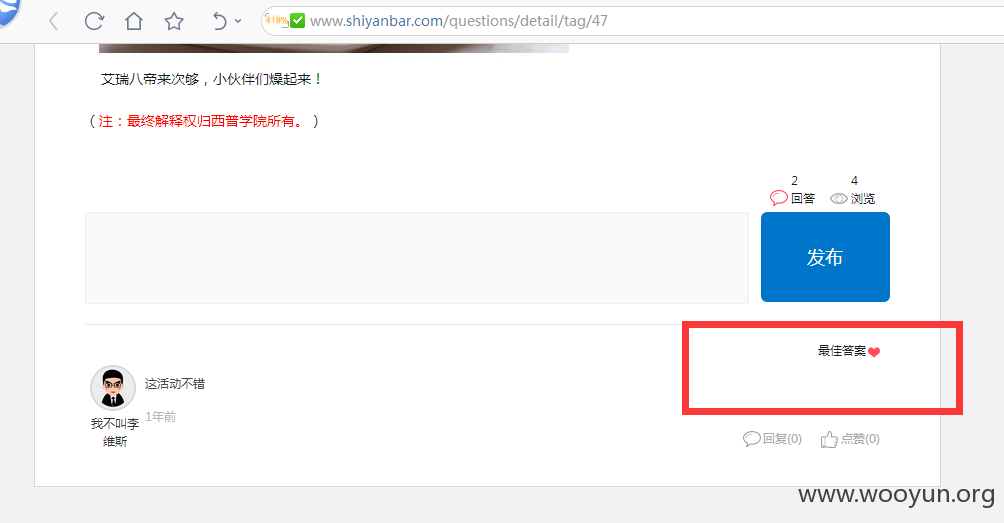 www.shiyanbar.com/questions/detail/tag/47
艾瑞八帝来次够，小伙伴们燥起来！
（注：最终解释权归西普学院所有。）
2
4
回答
浏览
发布
最佳答案
这活动不错
1年前
我不叫李
维斯
回复(0)
点赞(0)
www.wooyun.org